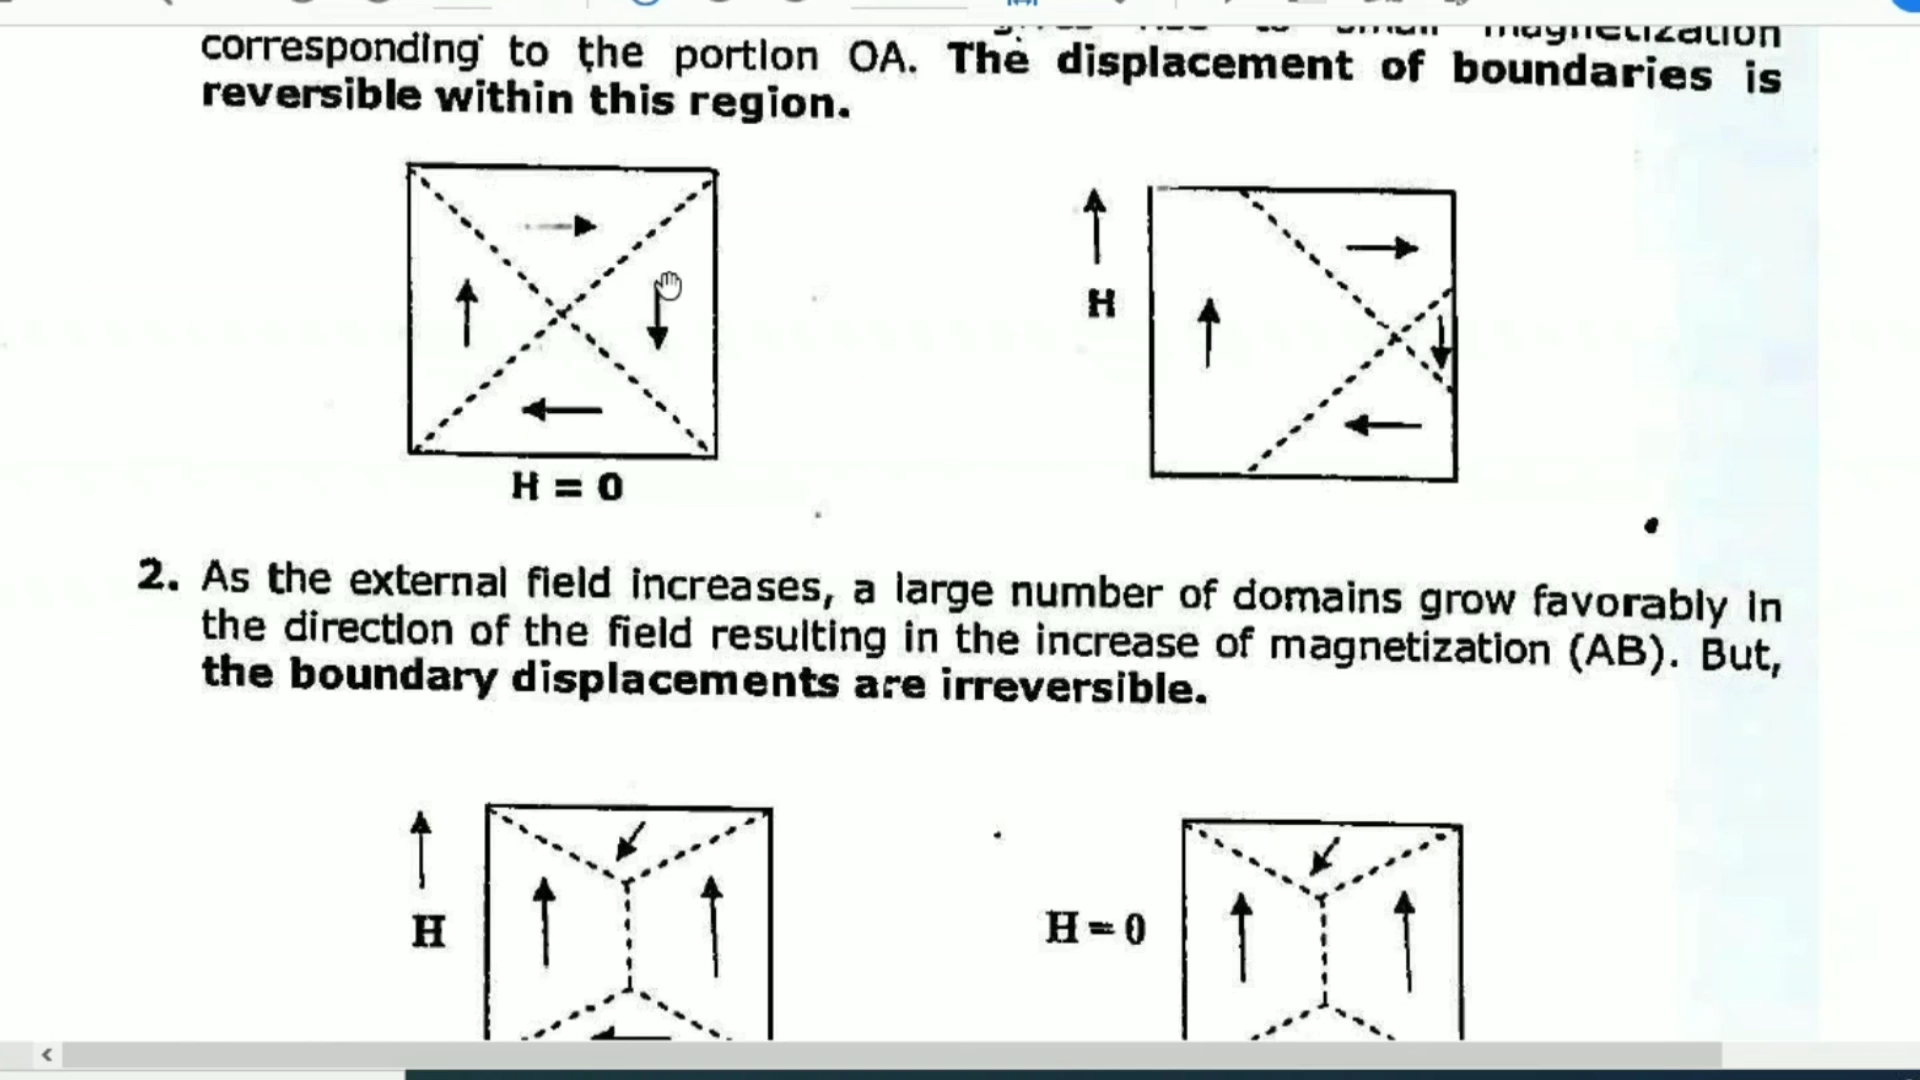 magnetization
corresponding to the portion OA. The displacement of boundaries is
reversible within this region.
H
H = 0
2. As the external field increases, a large number of domains grow favorably in
the direction of the field resulting in the increase of magnetization (AB). But,
the boundary displacements are irreversible.
H
H = 0